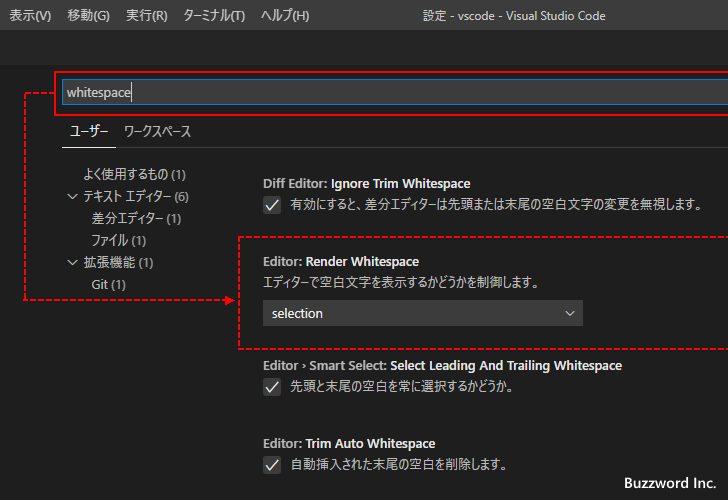 表示(V) 移動(G) 実行(R) ターミナル(T) ヘルプ(H) 設定 - vscode - Visual Studio Code
whitespace
ユーザー ワークスペース
よく使用するもの (1)
テキスト エディター (6)
差分エディター (1)
ファイル (1)
拡張機能 (1)
Git (1)
Diff Editor: Ignore Trim Whitespace
有効にすると、差分エディターは先頭または末尾の空白文字の変更を無視します。
Editor: Render Whitespace
エディターで空白文字を表示するかどうかを制御します。
selection
Editor › Smart Select: Select Leading And Trailing Whitespace
先頭と末尾の空白を常に選択するかどうか。
Editor: Trim Auto Whitespace
自動挿入された末尾の空白を削除します。
Buzzword Inc.